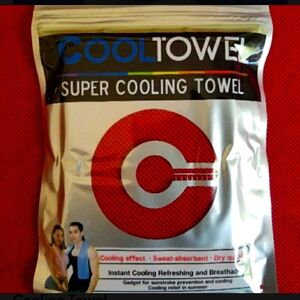 COOLTOWEL
SUPER COOLING TOWEL
Cooling effect · Sweat-absorbent · Dry
Instant Cooling Refreshing and Breathab
Gadget for sunstroke prevention and cooling
Cooling relief in summer